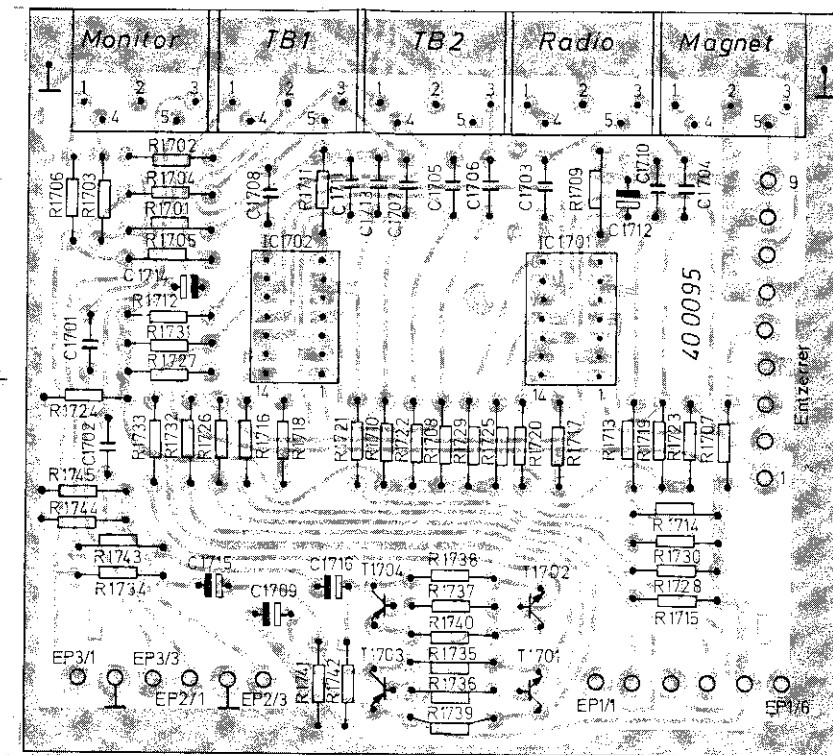 Monitor TB1 TB2 Radio Magnet
1 2 3 1 2 3 1 2 3 1 2 3 1 2 3
4 5 4 5 4 5 4 5 4 5
R1702
R1706 R1703 R1704 C1708 R1711 C1711 C1713 C1707 C1705 C1706 C1703 R1709 C1710 C1704 9
R1701
R1705 C1712
IC1702 IC1701
C1714
R1712
C1701 R1731 400095
R1727
14 1 14 1
Entzerrer
R1724
C1702 R1733 R1732 R1726 R1716 R1718 R1721 R1710 R1722 R1708 R1729 R1725 R1720 R1717 R1713 R1719 R1723 R1707
R1745 1
R1744
R1714
R1743 R1730
R1734 C1715 C1716 T1704 R1738 T1702 R1728
C1709 R1737 R1715
R1740
EP3/1 EP3/3 T1703 R1735 T1701
EP2/1 EP2/3 R1741 R1742 R1736 EP1/1 EP1/6
R1739